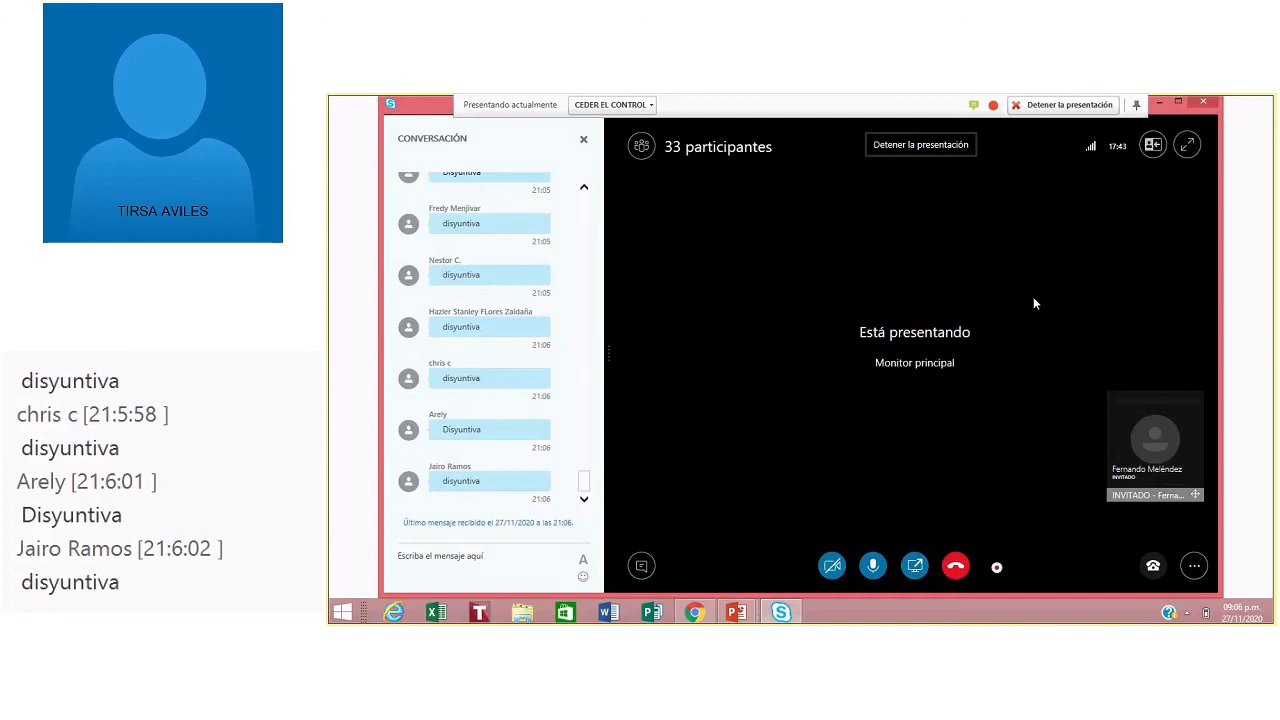 TIRSA AVILES
disyuntiva
chris c [21:5:58 ]
disyuntiva
Arely [21:6:01 ]
Disyuntiva
Jairo Ramos [21:6:02 ]
disyuntiva
Presentando actualmente
CEDER EL CONTROL
Detener la presentación
CONVERSACIÓN
Disyuntiva
21:05
Fredy Menjivar
disyuntiva
21:05
Nestor C.
disyuntiva
21:05
Hazler Stanley FLores Zaldaña
disyuntiva
21:06
chris c
disyuntiva
21:06
Arely
Disyuntiva
21:06
Jairo Ramos
disyuntiva
21:06
Último mensaje recibido el 27/11/2020 a las 21:06.
Escriba el mensaje aquí
A
33 participantes
Detener la presentación
17:43
Está presentando
Monitor principal
Fernando Meléndez
INVITADO
INVITADO - Ferna...
09:06 p.m.
27/11/2020